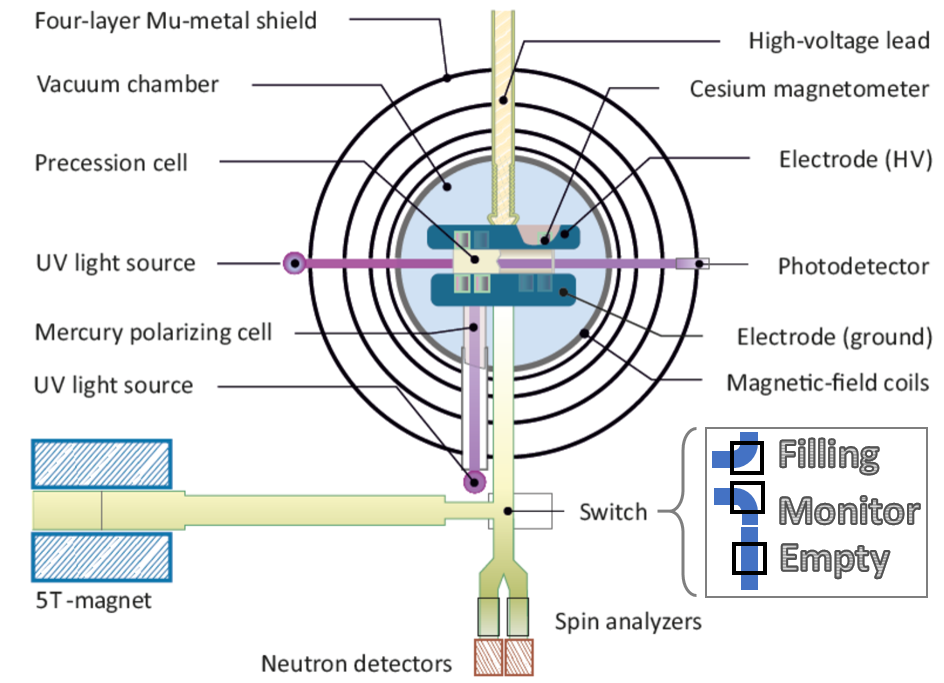 Four-layer Mu-metal shield
High-voltage lead
Vacuum chamber
Cesium magnetometer
Precession cell
Electrode (HV)
UV light source
Photodetector
Mercury polarizing cell
Electrode (ground)
UV light source
Magnetic-field coils
Filling
Switch
Monitor
Empty
5T-magnet
Spin analyzers
Neutron detectors